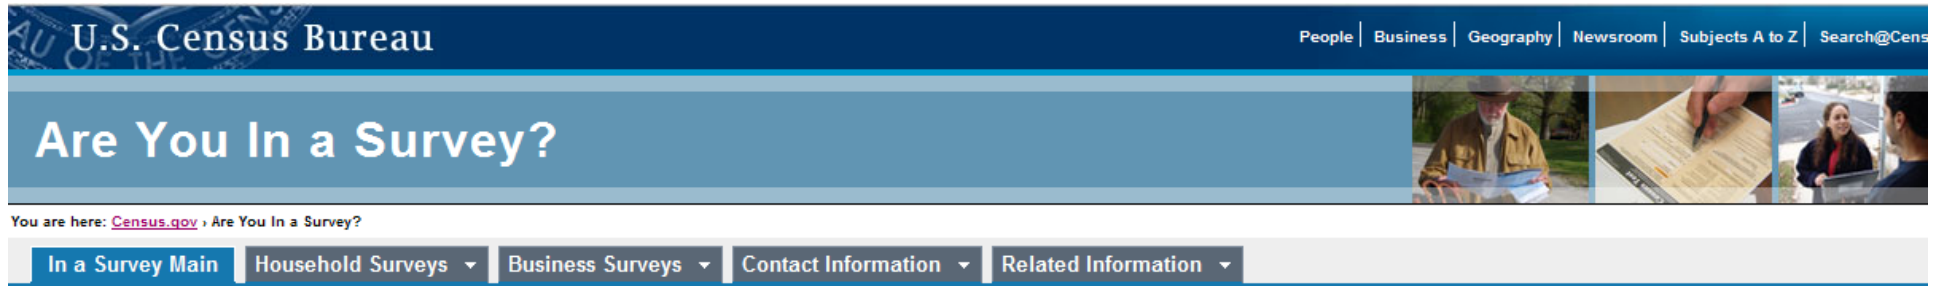 U.S. Census Bureau
People | Business | Geography | Newsroom | Subjects A to Z | Search@Cens
Are You In a Survey?
You are here: Census.gov › Are You In a Survey?
In a Survey Main Household Surveys Business Surveys Contact Information Related Information